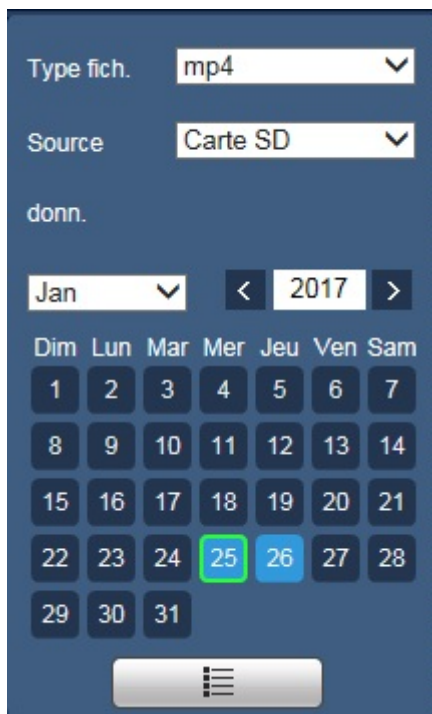 Type fich. mp4
Source Carte SD
donn.
Jan < 2017 >
Dim Lun Mar Mer Jeu Ven Sam
1 2 3 4 5 6 7
8 9 10 11 12 13 14
15 16 17 18 19 20 21
22 23 24 25 26 27 28
29 30 31